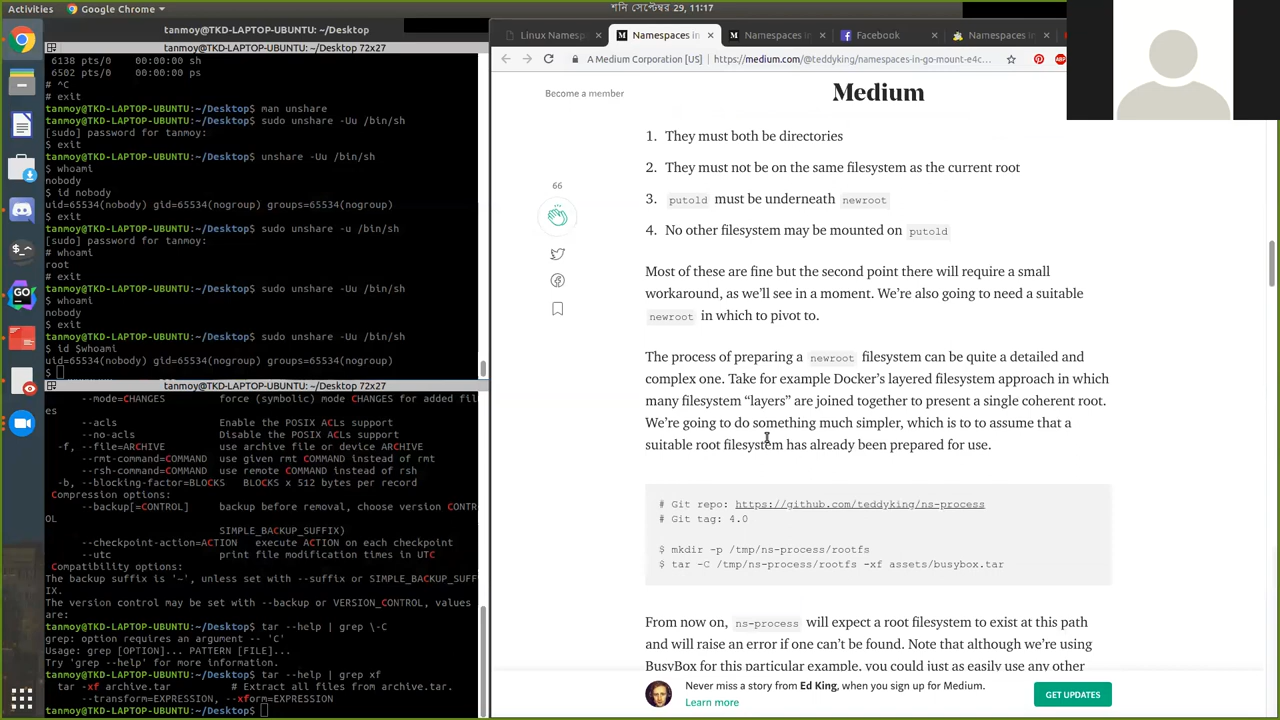 Activities
Google Chrome
শনি সেপ্টেম্বর 29, 11:17
tanmoy@TKD-LAPTOP-UBUNTU: ~/Desktop
tanmoy@TKD-LAPTOP-UBUNTU: ~/Desktop 72x27
6138 pts/0    00:00:00 sh
6502 pts/0    00:00:00 ps
# ^C
# exit
tanmoy@TKD-LAPTOP-UBUNTU:~/Desktop$ man unshare
tanmoy@TKD-LAPTOP-UBUNTU:~/Desktop$ sudo unshare -Uu /bin/sh
[sudo] password for tanmoy:
$ exit
tanmoy@TKD-LAPTOP-UBUNTU:~/Desktop$ unshare -Uu /bin/sh
$ whoami
nobody
$ id nobody
uid=65534(nobody) gid=65534(nogroup) groups=65534(nogroup)
$ exit
tanmoy@TKD-LAPTOP-UBUNTU:~/Desktop$ sudo unshare -u /bin/sh
[sudo] password for tanmoy:
# whoami
root
# exit
tanmoy@TKD-LAPTOP-UBUNTU:~/Desktop$ sudo unshare -Uu /bin/sh
$ whoami
nobody
$ exit
tanmoy@TKD-LAPTOP-UBUNTU:~/Desktop$ sudo unshare -Uu /bin/sh
$ id $whoami
uid=65534(nobody) gid=65534(nogroup) groups=65534(nogroup)
$
tanmoy@TKD-LAPTOP-UBUNTU: ~/Desktop 72x27
--mode=CHANGES         force (symbolic) mode CHANGES for added fil
es
--acls                 Enable the POSIX ACLs support
--no-acls              Disable the POSIX ACLs support
-f, --file=ARCHIVE         use archive file or device ARCHIVE
--rmt-command=COMMAND  use given rmt COMMAND instead of rmt
--rsh-command=COMMAND  use remote COMMAND instead of rsh
-b, --blocking-factor=BLOCKS   BLOCKS x 512 bytes per record
Compression options:
--backup[=CONTROL]     backup before removal, choose version CONTR
OL
SIMPLE_BACKUP_SUFFIX)
--checkpoint-action=ACTION   execute ACTION on each checkpoint
--utc                  print file modification times in UTC
Compatibility options:
The backup suffix is '~', unless set with --suffix or SIMPLE_BACKUP_SUFF
IX.
The version control may be set with --backup or VERSION_CONTROL, values
are:
tanmoy@TKD-LAPTOP-UBUNTU:~/Desktop$ tar --help | grep \-C
grep: option requires an argument -- 'C'
Usage: grep [OPTION]... PATTERN [FILE]...
Try 'grep --help' for more information.
tanmoy@TKD-LAPTOP-UBUNTU:~/Desktop$ tar --help | grep xf
tar -xf archive.tar          # Extract all files from archive.tar.
--transform=EXPRESSION, --xform=EXPRESSION
tanmoy@TKD-LAPTOP-UBUNTU:~/Desktop$
Linux Namespac
Namespaces in
Namespaces in
Facebook
Namespaces in
A Medium Corporation [US]
https://medium.com/@teddyking/namespaces-in-go-mount-e4c...
Become a member
Medium
1. They must both be directories
2. They must not be on the same filesystem as the current root
3. putold must be underneath newroot
4. No other filesystem may be mounted on putold
66
Most of these are fine but the second point there will require a small
workaround, as we'll see in a moment. We're also going to need a suitable
newroot in which to pivot to.
The process of preparing a newroot filesystem can be quite a detailed and
complex one. Take for example Docker's layered filesystem approach in which
many filesystem “layers” are joined together to present a single coherent root.
We're going to do something much simpler, which is to to assume that a
suitable root filesystem has already been prepared for use.
# Git repo: https://github.com/teddyking/ns-process
# Git tag: 4.0
$ mkdir -p /tmp/ns-process/rootfs
$ tar -C /tmp/ns-process/rootfs -xf assets/busybox.tar
From now on, ns-process will expect a root filesystem to exist at this path
and will raise an error if one can't be found. Note that although we're using
BusyBox for this particular example, you could just as easily use any other
Never miss a story from Ed King, when you sign up for Medium.
Learn more
GET UPDATES